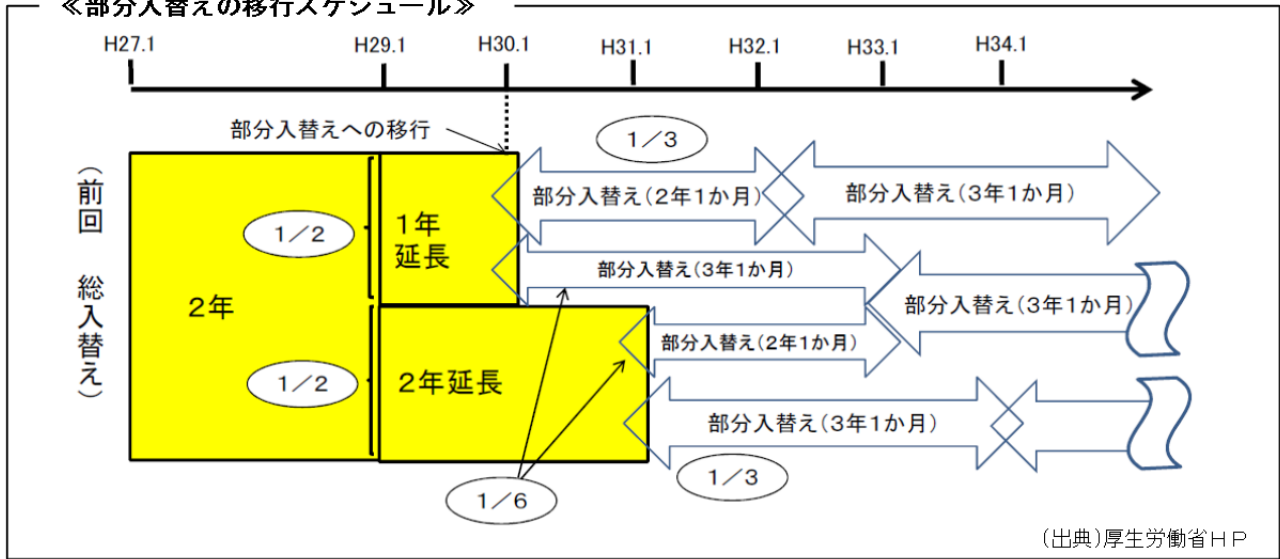 ≪部分入替えの移行スケジュール≫
H27.1
H29.1
H30.1
H31.1
H32.1
H33.1
H34.1
部分入替えへの移行
1/3
(前回 総入替え)
2年
1/2
1年
延長
部分入替え(2年1か月)
部分入替え(3年1か月)
部分入替え(3年1か月)
部分入替え(3年1か月)
1/2
2年延長
部分入替え(2年1か月)
部分入替え(3年1か月)
1/6
1/3
(出典)厚生労働省HP